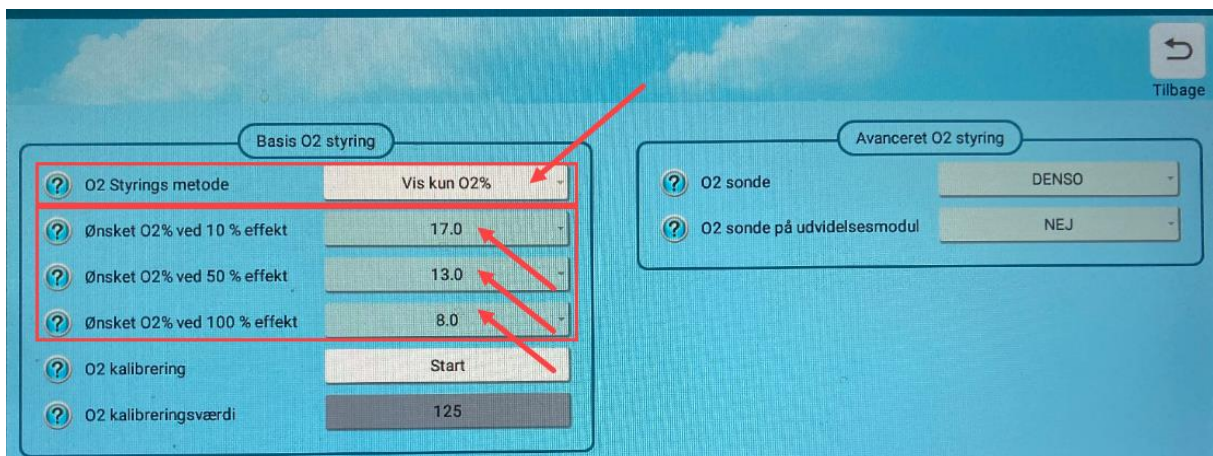 Tilbage
Basis O2 styring
O2 Styrings metode Vis kun O2%
Ønsket O2% ved 10 % effekt 17.0
Ønsket O2% ved 50 % effekt 13.0
Ønsket O2% ved 100 % effekt 8.0
O2 kalibrering Start
O2 kalibreringsværdi 125
Avanceret O2 styring
O2 sonde DENSO
O2 sonde på udvidelsesmodul NEJ